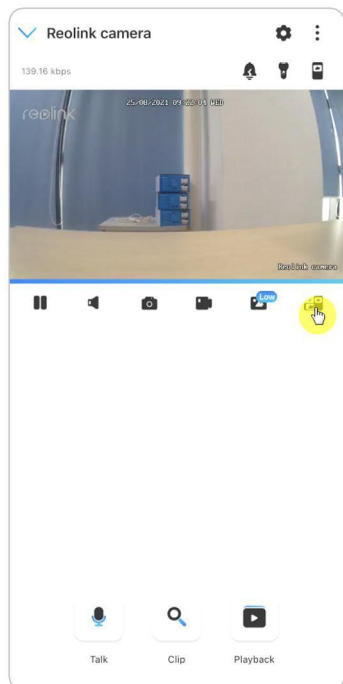 Reolink camera
139.16 kbps
reolink
25/08/2021 09:22:04 WED
Reolink camera
Low
Talk
Clip
Playback